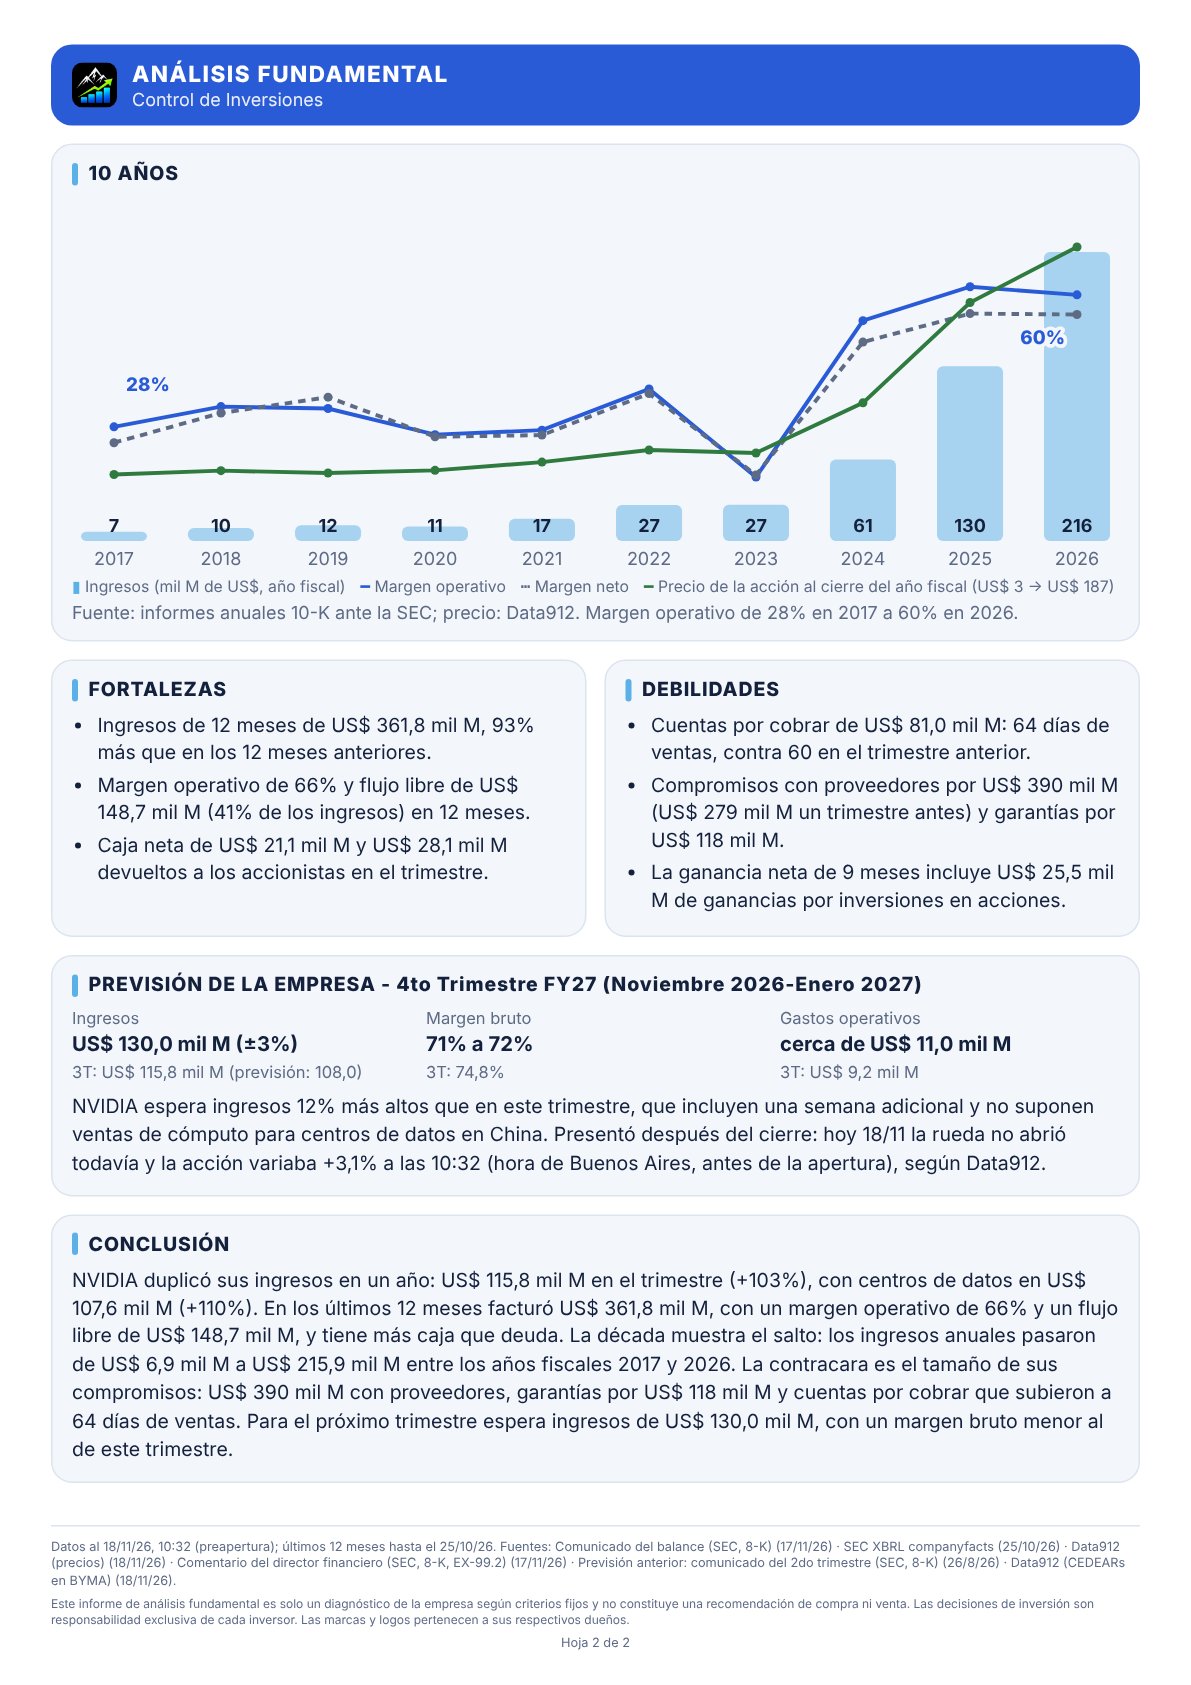 ANÁLISIS FUNDAMENTAL
Control de Inversiones
10 AÑOS
28%
60%
7 10 12 11 17 27 27 61 130 216
2017 2018 2019 2020 2021 2022 2023 2024 2025 2026
Ingresos (mil M de US$, año fiscal) Margen operativo Margen neto Precio de la acción al cierre del año fiscal (US$ 3 → US$ 187)
Fuente: informes anuales 10-K ante la SEC; precio: Data912. Margen operativo de 28% en 2017 a 60% en 2026.
FORTALEZAS
• Ingresos de 12 meses de US$ 361,8 mil M, 93%
más que en los 12 meses anteriores.
• Margen operativo de 66% y flujo libre de US$
148,7 mil M (41% de los ingresos) en 12 meses.
• Caja neta de US$ 21,1 mil M y US$ 28,1 mil M
devueltos a los accionistas en el trimestre.
DEBILIDADES
• Cuentas por cobrar de US$ 81,0 mil M: 64 días de
ventas, contra 60 en el trimestre anterior.
• Compromisos con proveedores por US$ 390 mil M
(US$ 279 mil M un trimestre antes) y garantías por
US$ 118 mil M.
• La ganancia neta de 9 meses incluye US$ 25,5 mil
M de ganancias por inversiones en acciones.
PREVISIÓN DE LA EMPRESA - 4to Trimestre FY27 (Noviembre 2026-Enero 2027)
Ingresos
US$ 130,0 mil M (±3%)
3T: US$ 115,8 mil M (previsión: 108,0)
Margen bruto
71% a 72%
3T: 74,8%
Gastos operativos
cerca de US$ 11,0 mil M
3T: US$ 9,2 mil M
NVIDIA espera ingresos 12% más altos que en este trimestre, que incluyen una semana adicional y no suponen
ventas de cómputo para centros de datos en China. Presentó después del cierre: hoy 18/11 la rueda no abrió
todavía y la acción variaba +3,1% a las 10:32 (hora de Buenos Aires, antes de la apertura), según Data912.
CONCLUSIÓN
NVIDIA duplicó sus ingresos en un año: US$ 115,8 mil M en el trimestre (+103%), con centros de datos en US$
107,6 mil M (+110%). En los últimos 12 meses facturó US$ 361,8 mil M, con un margen operativo de 66% y un flujo
libre de US$ 148,7 mil M, y tiene más caja que deuda. La década muestra el salto: los ingresos anuales pasaron
de US$ 6,9 mil M a US$ 215,9 mil M entre los años fiscales 2017 y 2026. La contracara es el tamaño de sus
compromisos: US$ 390 mil M con proveedores, garantías por US$ 118 mil M y cuentas por cobrar que subieron a
64 días de ventas. Para el próximo trimestre espera ingresos de US$ 130,0 mil M, con un margen bruto menor al
de este trimestre.
Datos al 18/11/26, 10:32 (preapertura); últimos 12 meses hasta el 25/10/26. Fuentes: Comunicado del balance (SEC, 8-K) (17/11/26) · SEC XBRL companyfacts (25/10/26) · Data912
(precios) (18/11/26) · Comentario del director financiero (SEC, 8-K, EX-99.2) (17/11/26) · Previsión anterior: comunicado del 2do trimestre (SEC, 8-K) (26/8/26) · Data912 (CEDEARs
en BYMA) (18/11/26).
Este informe de análisis fundamental es solo un diagnóstico de la empresa según criterios fijos y no constituye una recomendación de compra ni venta. Las decisiones de inversión son
responsabilidad exclusiva de cada inversor. Las marcas y logos pertenecen a sus respectivos dueños.
Hoja 2 de 2